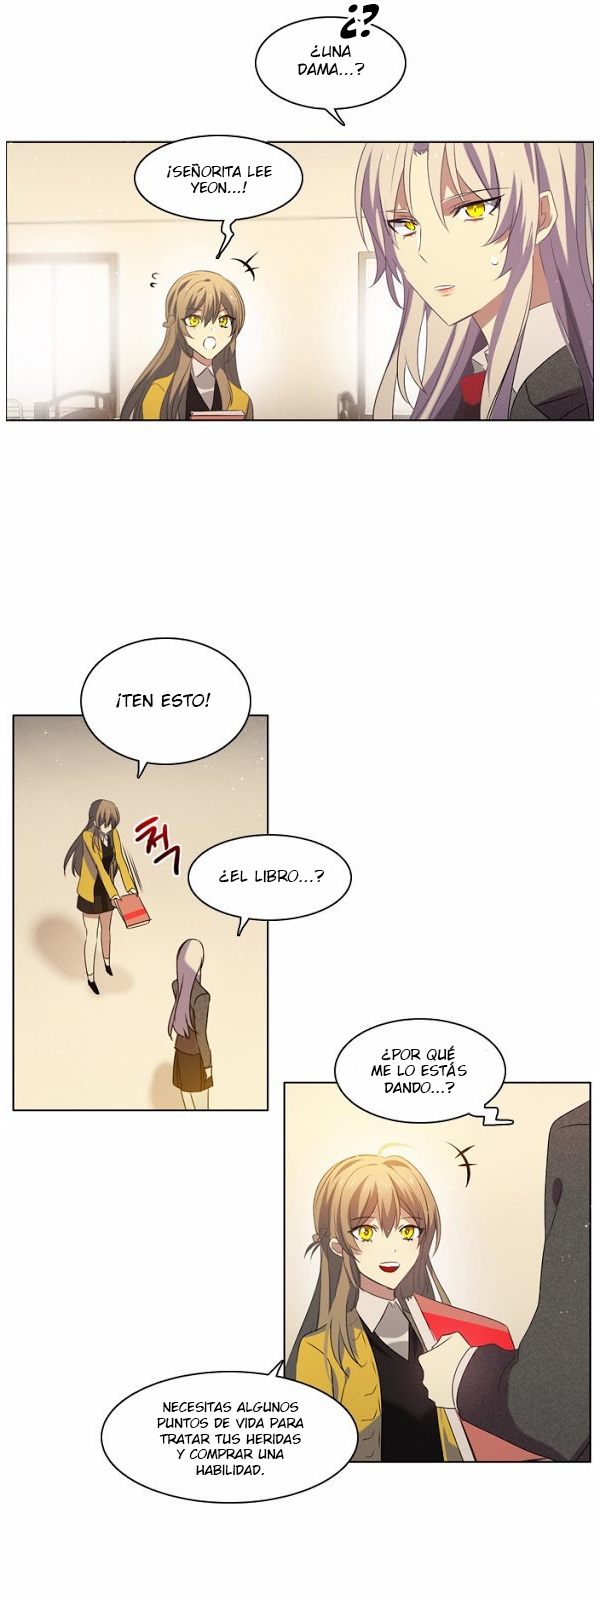 ¿?
¿UNA
DAMA...?
¡SEÑORITA LEE
YEON...!
¡TEN ESTO!
척
¿EL LIBRO...?
¿POR QUÉ
ME LO ESTÁS
DANDO...?
NECESITAS ALGUNOS
PUNTOS DE VIDA PARA
TRATAR TUS HERIDAS
Y COMPRAR UNA
HABILIDAD.